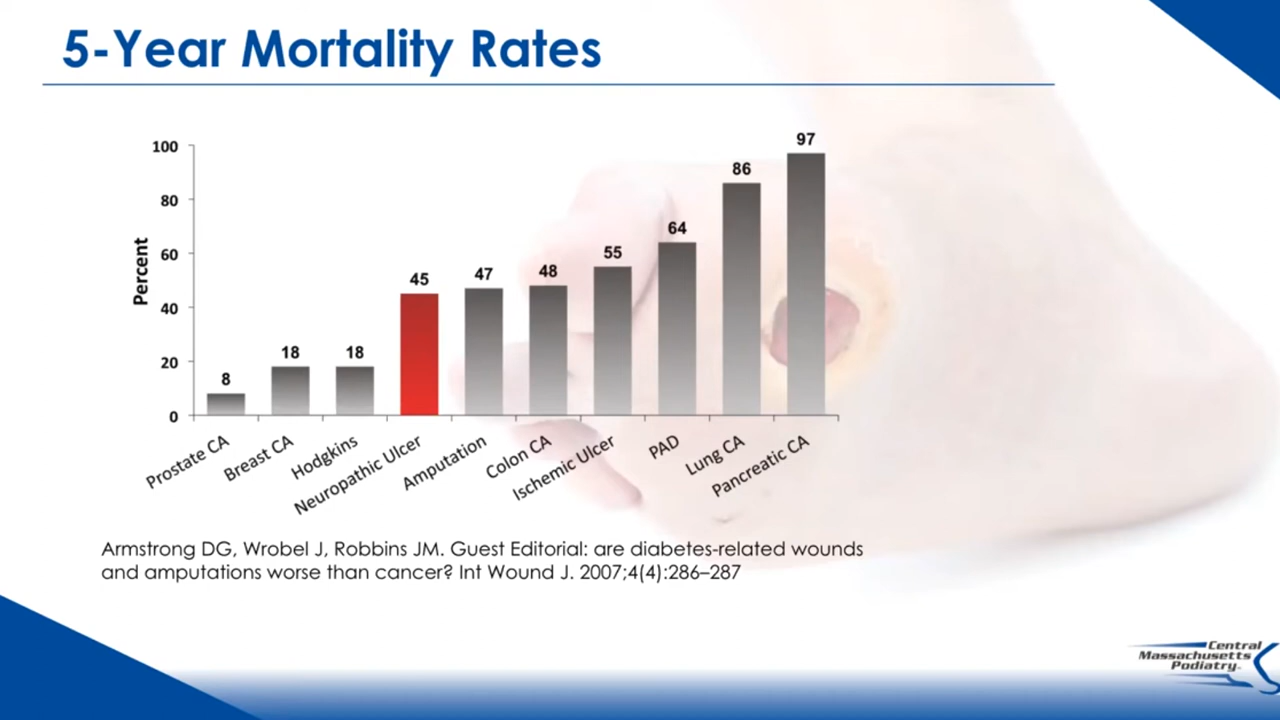 5-Year Mortality Rates
Percent
100
80
60
40
20
0
8
18
18
45
47
48
55
64
86
97
Prostate CA
Breast CA
Hodgkins
Neuropathic Ulcer
Amputation
Colon CA
Ischemic Ulcer
PAD
Lung CA
Pancreatic CA
Armstrong DG, Wrobel J, Robbins JM. Guest Editorial: are diabetes-related wounds
and amputations worse than cancer? Int Wound J. 2007;4(4):286–287
Central
Massachusetts
Podiatry